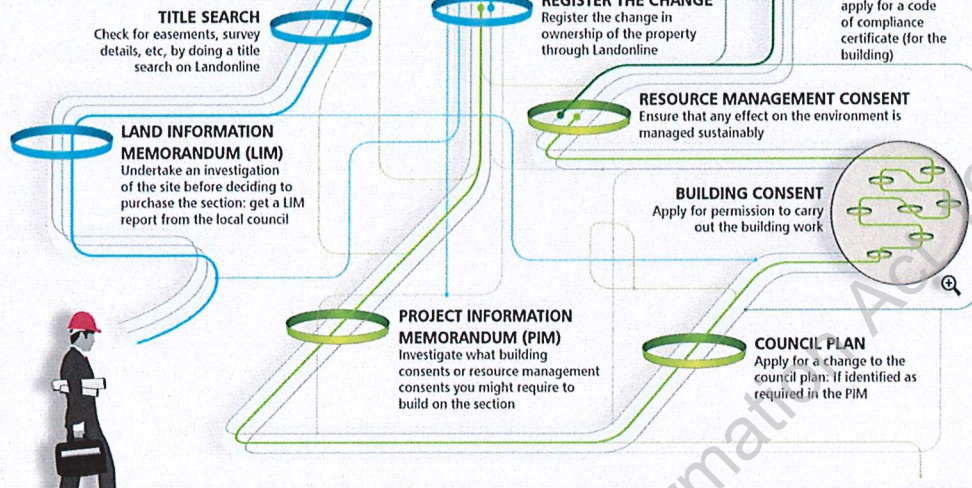 TITLE SEARCH
Check for easements, survey
details, etc, by doing a title
search on Landonline
REGISTER THE CHANGE
Register the change in
ownership of the property
through Landonline
apply for a code
of compliance
certificate (for the
building)
RESOURCE MANAGEMENT CONSENT
Ensure that any effect on the environment is
managed sustainably
LAND INFORMATION
MEMORANDUM (LIM)
Undertake an investigation
of the site before deciding to
purchase the section: get a LIM
report from the local council
BUILDING CONSENT
Apply for permission to carry
out the building work
PROJECT INFORMATION
MEMORANDUM (PIM)
Investigate what building
consents or resource management
consents you might require to
build on the section
COUNCIL PLAN
Apply for a change to the
council plan: if identified as
required in the PIM
rmation Act